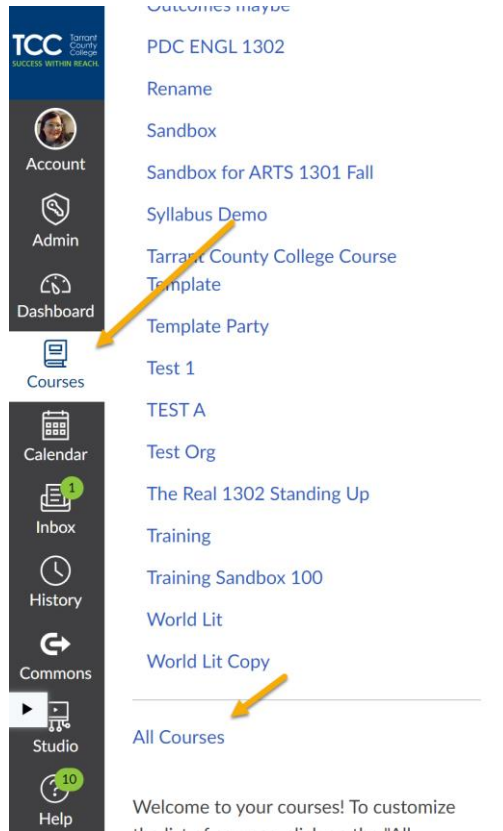 TCC Tarrant
County
College
SUCCESS WITHIN REACH.
Account
Admin
Dashboard
Courses
Calendar
1
Inbox
History
Commons
Studio
10
Help
Outcomes maybe
PDC ENGL 1302
Rename
Sandbox
Sandbox for ARTS 1301 Fall
Syllabus Demo
Tarrant County College Course
Template
Template Party
Test 1
TEST A
Test Org
The Real 1302 Standing Up
Training
Training Sandbox 100
World Lit
World Lit Copy
All Courses
Welcome to your courses! To customize